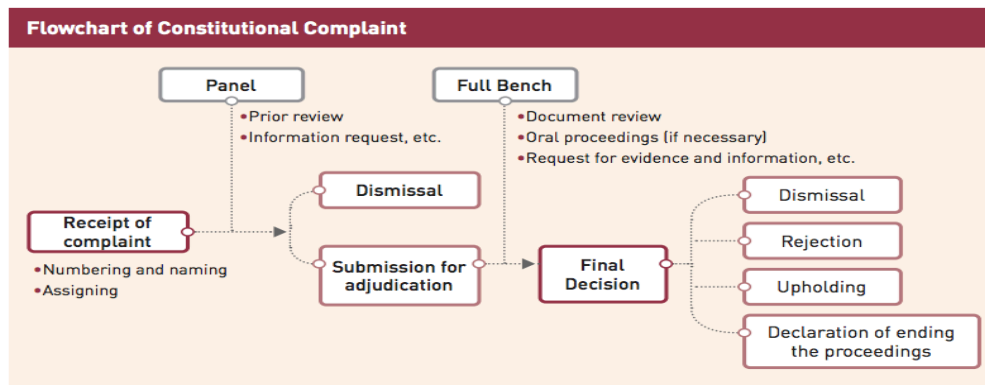 Flowchart of Constitutional Complaint
Panel
•Prior review
•Information request, etc.
Full Bench
•Document review
•Oral proceedings (if necessary)
•Request for evidence and information, etc.
Receipt of
complaint
•Numbering and naming
•Assigning
Dismissal
Submission for
adjudication
Final
Decision
Dismissal
Rejection
Upholding
Declaration of ending
the proceedings